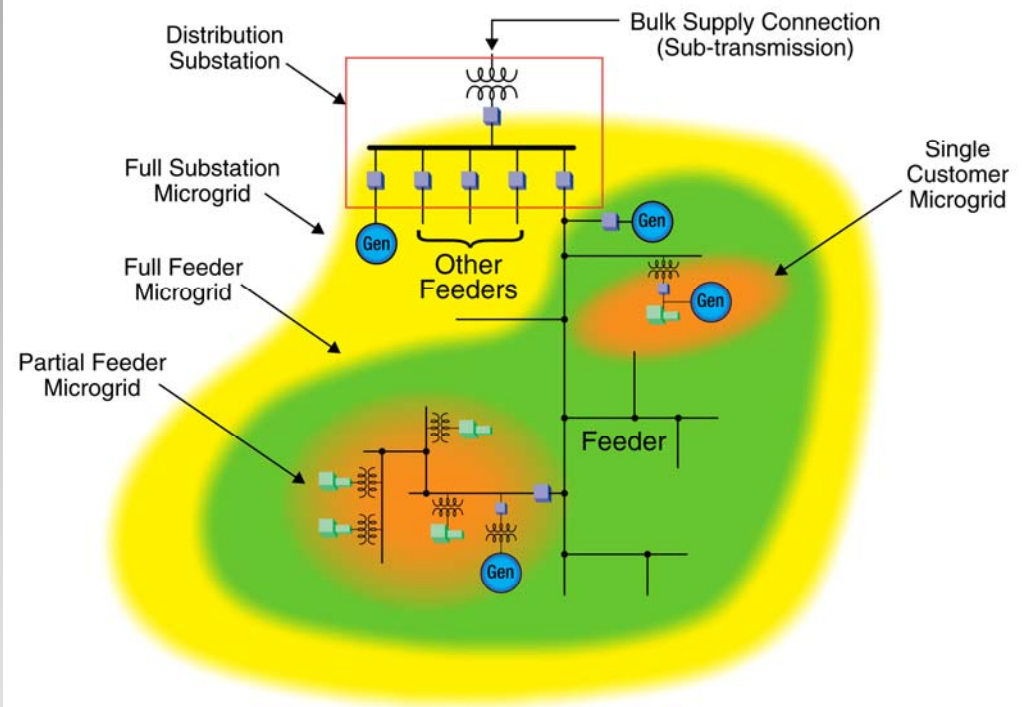 Distribution
Substation
Bulk Supply Connection
(Sub-transmission)
Full Substation
Microgrid
Single
Customer
Microgrid
Gen
Gen
Other
Feeders
Full Feeder
Microgrid
Gen
Partial Feeder
Microgrid
Feeder
Gen